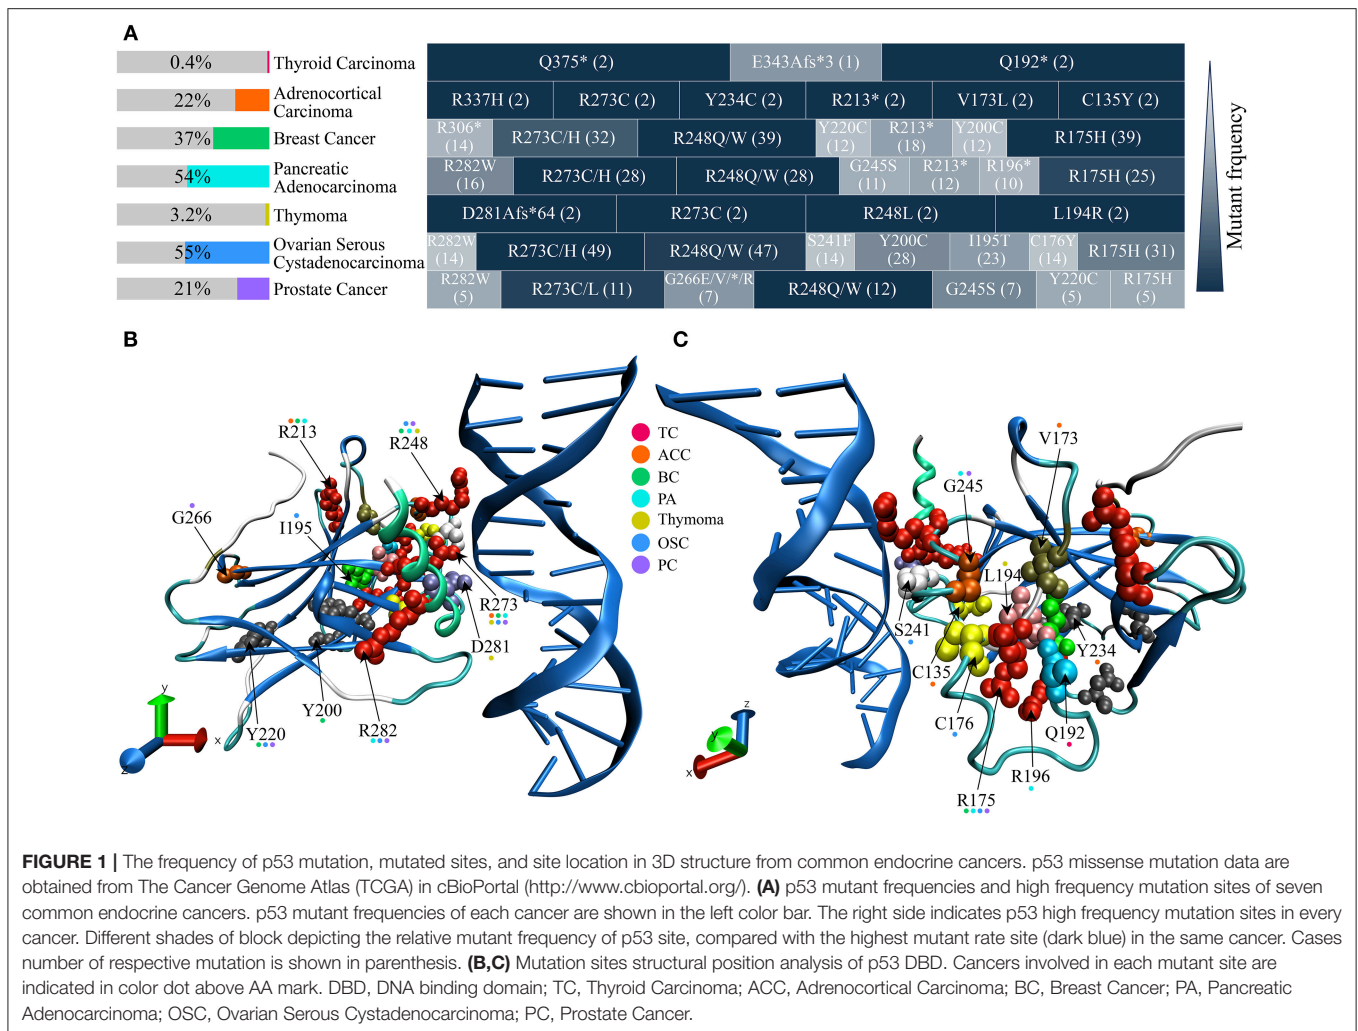 A
0.4% Thyroid Carcinoma Q375* (2) E343Afs*3 (1) Q192* (2)
22% Adrenocortical
Carcinoma R337H (2) R273C (2) Y234C (2) R213* (2) V173L (2) C135Y (2)
37% Breast Cancer R306*
(14) R273C/H (32) R248Q/W (39) Y220C
(12) R213*
(18) Y200C
(12) R175H (39)
54% Pancreatic
Adenocarcinoma R282W
(16) R273C/H (28) R248Q/W (28) G245S
(11) R213*
(12) R196*
(10) R175H (25)
3.2% Thymoma D281Afs*64 (2) R273C (2) R248L (2) L194R (2)
55% Ovarian Serous
Cystadenocarcinoma R282W
(14) R273C/H (49) R248Q/W (47) S241F
(14) Y200C
(28) I195T
(23) C176Y
(14) R175H (31)
21% Prostate Cancer R282W
(5) R273C/L (11) G266E/V/*/R
(7) R248Q/W (12) G245S (7) Y220C
(5) R175H
(5)
Mutant frequency
B
R213
R248
G266
I195
R273
D281
Y200
Y220
R282
y
x
z
TC
ACC
BC
PA
Thymoma
OSC
PC
C
V173
G245
L194
S241
Y234
C135
C176
Q192
R196
R175
z
y
x
FIGURE 1 | The frequency of p53 mutation, mutated sites, and site location in 3D structure from common endocrine cancers. p53 missense mutation data are
obtained from The Cancer Genome Atlas (TCGA) in cBioPortal (http://www.cbioportal.org/). (A) p53 mutant frequencies and high frequency mutation sites of seven
common endocrine cancers. p53 mutant frequencies of each cancer are shown in the left color bar. The right side indicates p53 high frequency mutation sites in every
cancer. Different shades of block depicting the relative mutant frequency of p53 site, compared with the highest mutant rate site (dark blue) in the same cancer. Cases
number of respective mutation is shown in parenthesis. (B,C) Mutation sites structural position analysis of p53 DBD. Cancers involved in each mutant site are
indicated in color dot above AA mark. DBD, DNA binding domain; TC, Thyroid Carcinoma; ACC, Adrenocortical Carcinoma; BC, Breast Cancer; PA, Pancreatic
Adenocarcinoma; OSC, Ovarian Serous Cystadenocarcinoma; PC, Prostate Cancer.